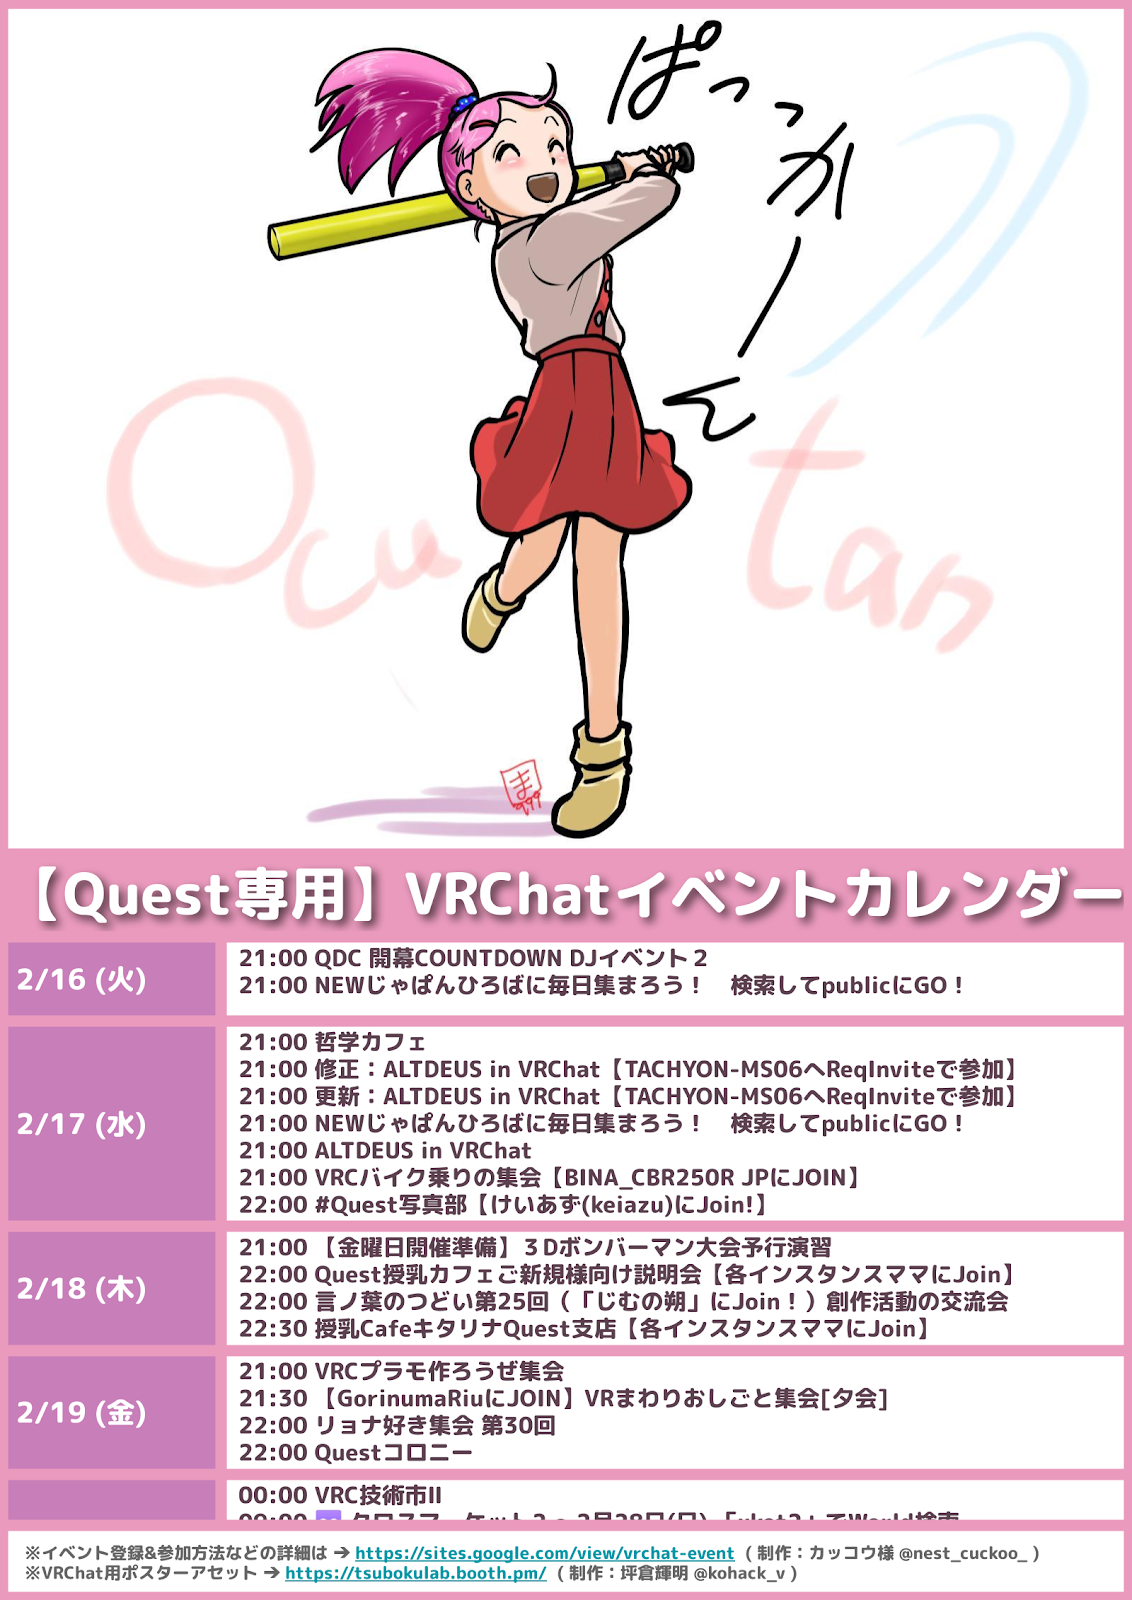 ぱっっかーん
Qcu tan
ま
999
【Quest専用】VRChatイベントカレンダー
2/16 (火)
21:00 QDC 開幕COUNTDOWN DJイベント２
21:00 NEWじゃぱんひろばに毎日集まろう！　検索してpublicにGO！
2/17 (水)
21:00 哲学カフェ
21:00 修正：ALTDEUS in VRChat【TACHYON-MS06へReqInviteで参加】
21:00 更新：ALTDEUS in VRChat【TACHYON-MS06へReqInviteで参加】
21:00 NEWじゃぱんひろばに毎日集まろう！　検索してpublicにGO！
21:00 ALTDEUS in VRChat
21:00 VRCバイク乗りの集会【BINA_CBR250R JPにJOIN】
22:00 #Quest写真部【けいあず(keiazu)にJoin!】
2/18 (木)
21:00 【金曜日開催準備】３Dボンバーマン大会予行演習
22:00 Quest授乳カフェご新規様向け説明会【各インスタンスママにJoin】
22:00 言ノ葉のつどい第25回（「じむの朔」にJoin！）創作活動の交流会
22:30 授乳CafeキタリナQuest支店【各インスタンスママにJoin】
2/19 (金)
21:00 VRCプラモ作ろうぜ集会
21:30 【GorinumaRiuにJOIN】VRまわりおしごと集会[夕会]
22:00 リョナ好き集会 第30回
22:00 Questコロニー
00:00 VRC技術市II
※イベント登録&参加方法などの詳細は ➔ https://sites.google.com/view/vrchat-event （ 制作：カッコウ様 @nest_cuckoo_ ）
※VRChat用ポスターアセット ➔ https://tsubokulab.booth.pm/ （ 制作：坪倉輝明 @kohack_v ）